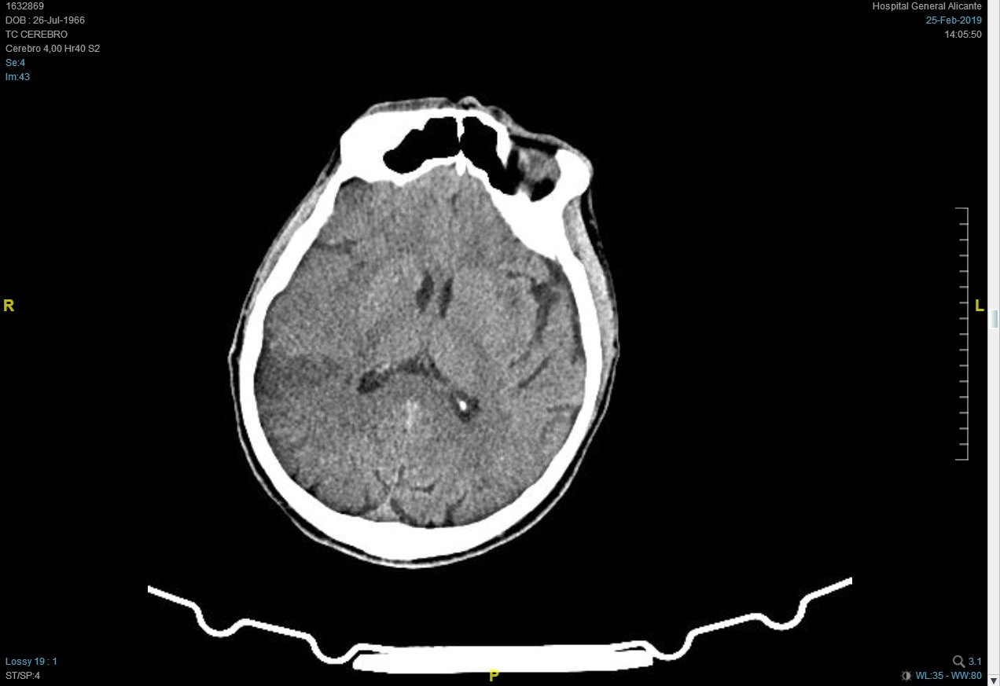 1632869
DOB : 26-Jul-1966
TC CEREBRO
Cerebro 4,00 Hr40 S2
Se:4
Im:43
Hospital General Alicante
25-Feb-2019
14:05:50
R
L
Lossy 19 : 1
ST/SP:4
P
3.1
WL:35 - WW:80